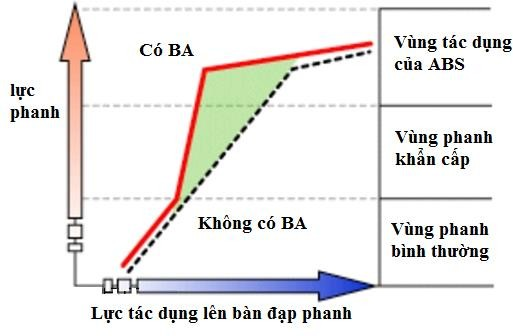 Có BA
lực
phanh
Vùng tác dụng
của ABS
Vùng phanh
khẩn cấp
Không có BA
Vùng phanh
bình thường
Lực tác dụng lên bàn đạp phanh